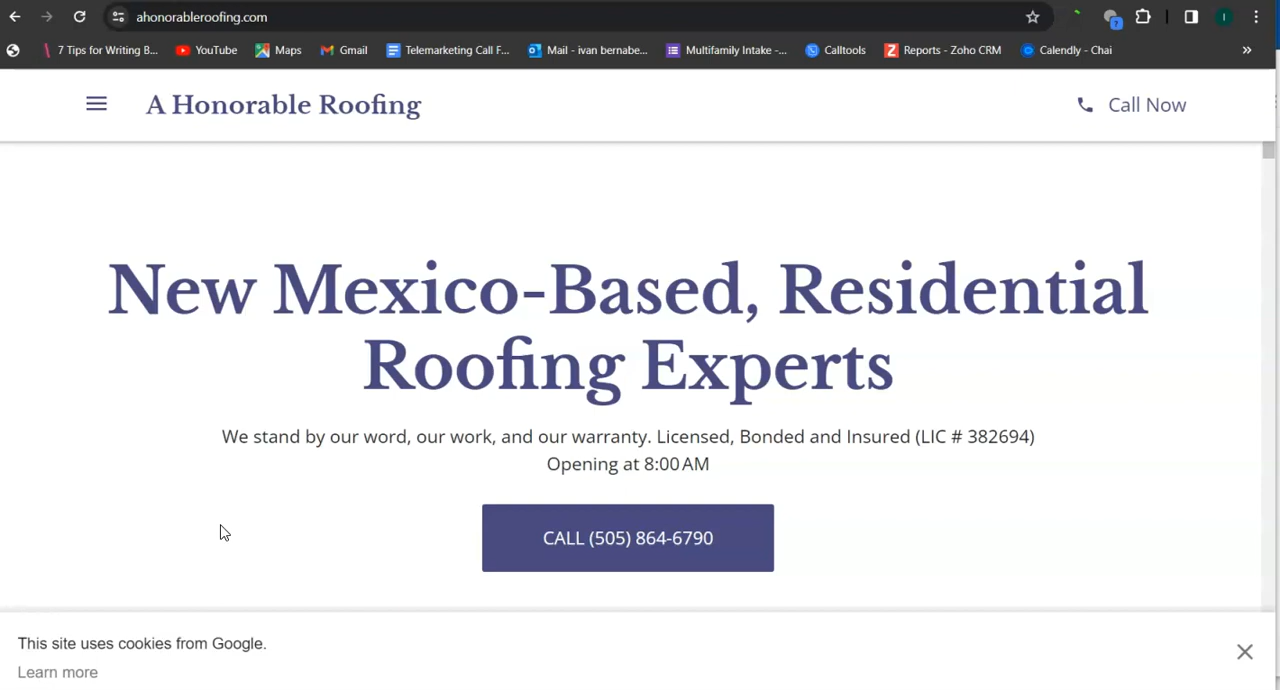 ahonorableroofing.com
7 Tips for Writing B...
YouTube
Maps
Gmail
Telemarketing Call F...
Mail - ivan bernabe...
Multifamily Intake -...
Calltools
Reports - Zoho CRM
Calendly - Chai
»
A Honorable Roofing
Call Now
New Mexico-Based, Residential
Roofing Experts
We stand by our word, our work, and our warranty. Licensed, Bonded and Insured (LIC # 382694)
Opening at 8:00 AM
CALL (505) 864-6790
This site uses cookies from Google.
Learn more